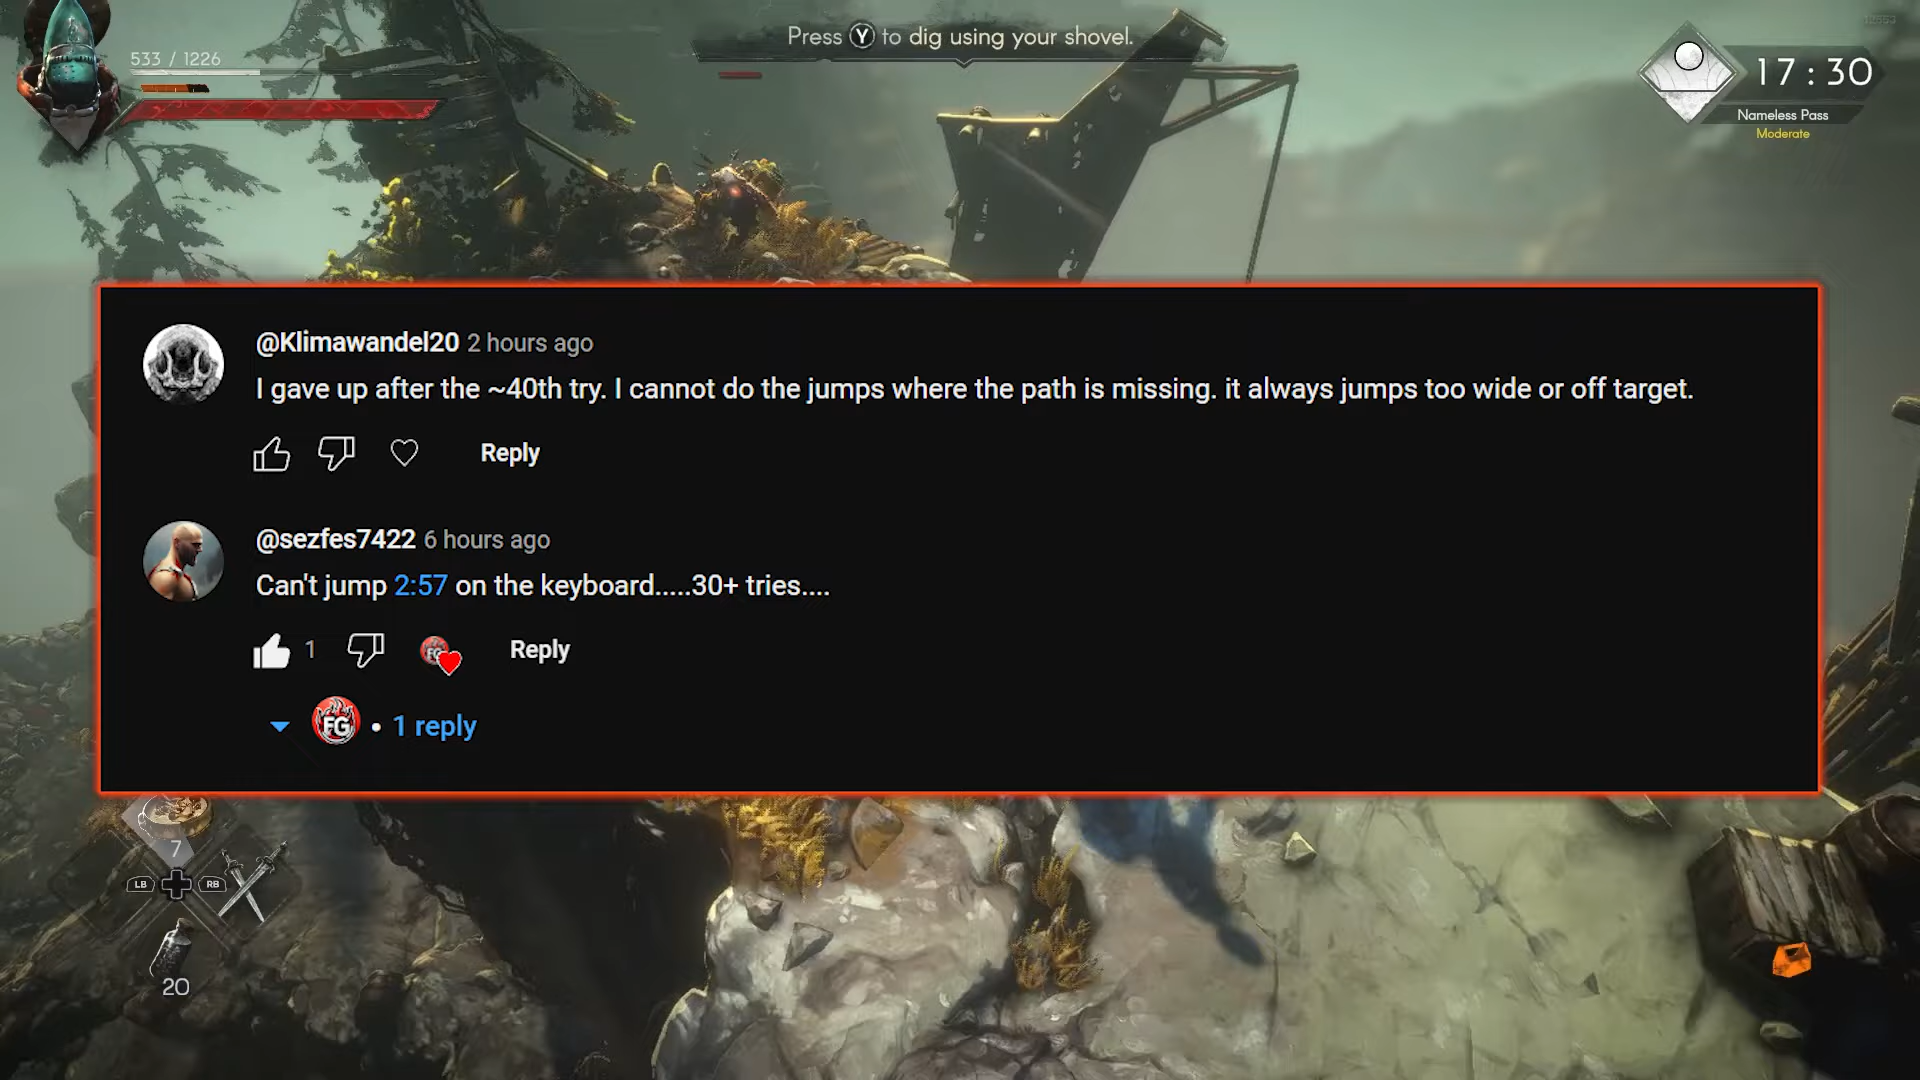 533 / 1226
Press Y to dig using your shovel.
17 : 30
Nameless Pass
Moderate
@Klimawandel20 2 hours ago
I gave up after the ~40th try. I cannot do the jumps where the path is missing. it always jumps too wide or off target.
Reply
@sezfes7422 6 hours ago
Can't jump 2:57 on the keyboard.....30+ tries....
1
FG
Reply
FG • 1 reply
7
LB RB
20